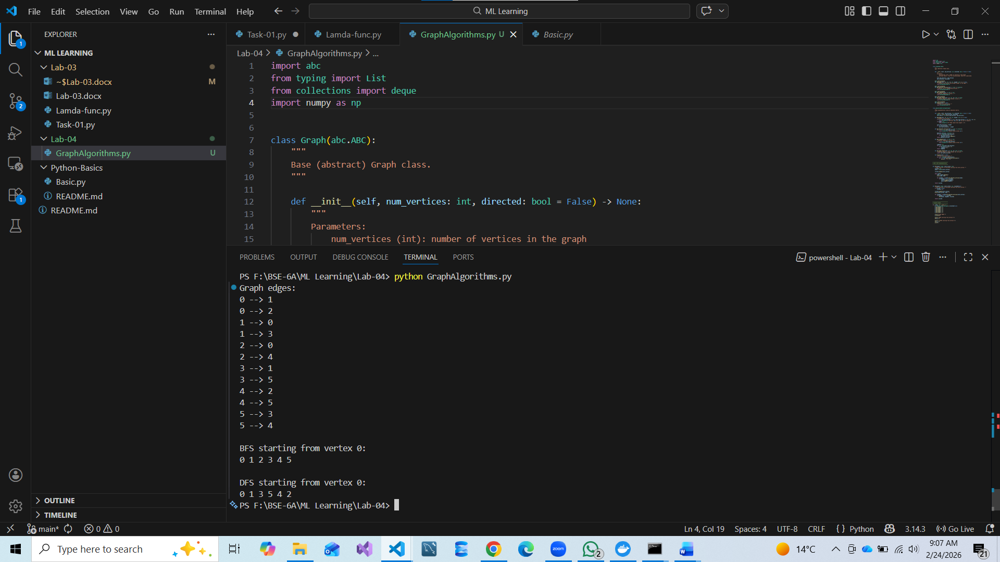 File Edit Selection View Go Run Terminal Help
ML Learning
EXPLORER
ML LEARNING
Lab-03
~$Lab-03.docx M
Lab-03.docx
Lamda-func.py
Task-01.py
Lab-04
GraphAlgorithms.py U
Python-Basics
Basic.py
README.md
README.md
OUTLINE
TIMELINE
1
2
1
Task-01.py
Lamda-func.py
GraphAlgorithms.py U
Basic.py
Lab-04 > GraphAlgorithms.py > ...
1 import abc
2 from typing import List
3 from collections import deque
4 import numpy as np
5
6
7 class Graph(abc.ABC):
8 """
9 Base (abstract) Graph class.
10 """
11
12 def __init__(self, num_vertices: int, directed: bool = False) -> None:
13 """
14 Parameters:
15 num_vertices (int): number of vertices in the graph
PROBLEMS OUTPUT DEBUG CONSOLE TERMINAL PORTS
powershell - Lab-04
PS F:\BSE-6A\ML Learning\Lab-04> python GraphAlgorithms.py
Graph edges:
0 --> 1
0 --> 2
1 --> 0
1 --> 3
2 --> 0
2 --> 4
3 --> 1
3 --> 5
4 --> 2
4 --> 5
5 --> 3
5 --> 4
BFS starting from vertex 0:
0 1 2 3 4 5
DFS starting from vertex 0:
0 1 3 5 4 2
PS F:\BSE-6A\ML Learning\Lab-04>
main* 0 0
Ln 4, Col 19 Spaces: 4 UTF-8 CRLF { } Python 3.14.3 Go Live
Type here to search
zoom
2
14°C
9:07 AM
2/24/2026
21